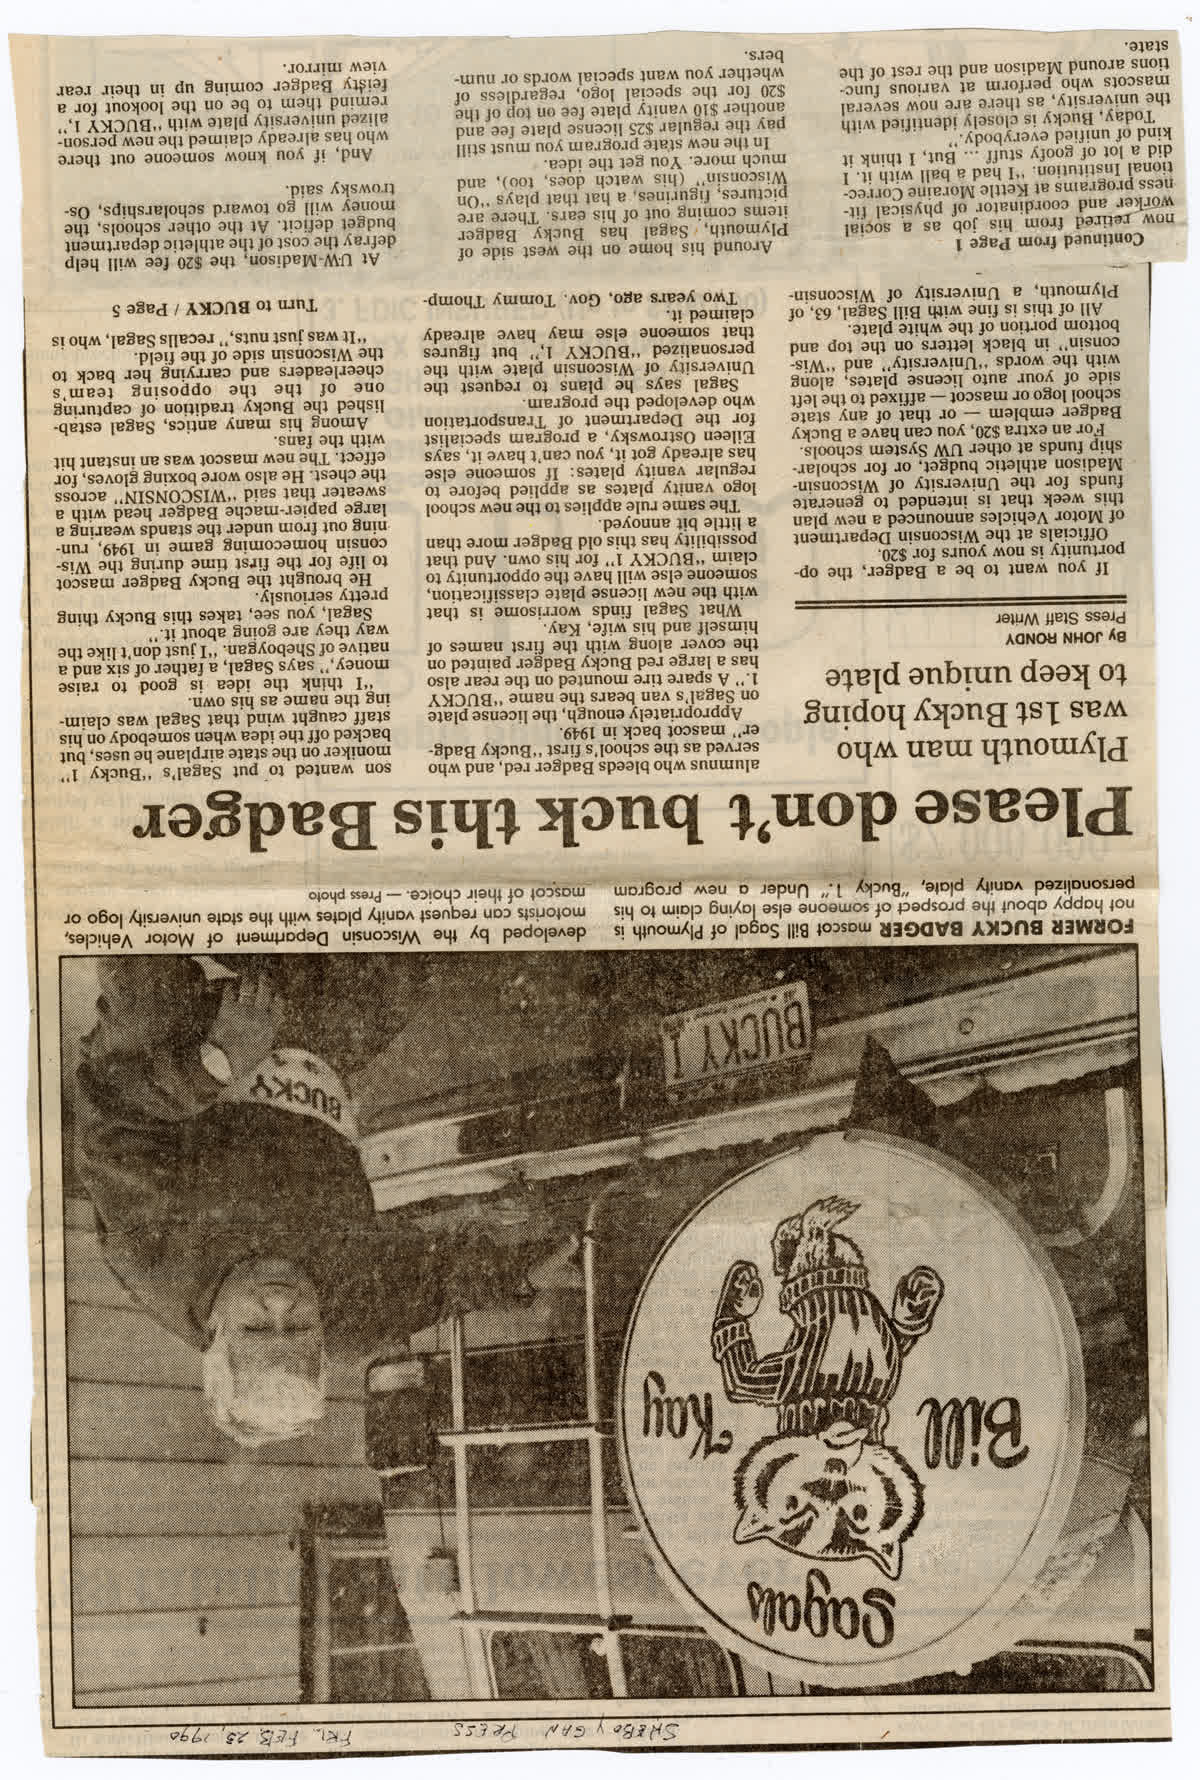 SHEBOYGAN PRESS FRI. FEB. 23, 1990
Sagals
Bill Kay
BUCKY 1
BUCKY
FORMER BUCKY BADGER mascot Bill Sagal of Plymouth is
not happy about the prospect of someone else laying claim to his
personalized vanity plate, "Bucky 1." Under a new program
developed by the Wisconsin Department of Motor Vehicles,
motorists can request vanity plates with the state university logo or
mascot of their choice. — Press photo
Please don't buck this Badger
Plymouth man who
was 1st Bucky hoping
to keep unique plate
By JOHN RONDY
Press Staff Writer
If you want to be a Badger, the op-
portunity is now yours for $20.
Officials at the Wisconsin Department
of Motor Vehicles announced a new plan
this week that is intended to generate
funds for the University of Wisconsin-
Madison athletic budget, or for scholar-
ship funds at other UW System schools.
For an extra $20, you can have a Bucky
Badger emblem — or that of any state
school logo or mascot — affixed to the left
side of your auto license plates, along
with the words "University" and "Wis-
consin" in black letters on the top and
bottom portion of the white plate.
All of this is fine with Bill Sagal, 63, of
Plymouth, a University of Wisconsin-
alumnus who bleeds Badger red, and who
served as the school's first "Bucky Badg-
er" mascot back in 1949.
Appropriately enough, the license plate
on Sagal's van bears the name "BUCKY
1." A spare tire mounted on the rear also
has a large red Bucky Badger painted on
the cover along with the first names of
himself and his wife, Kay.
What Sagal finds worrisome is that
with the new license plate classification,
someone else will have the opportunity to
claim "BUCKY 1" for his own. And that
possibility has this old Badger more than
a little bit annoyed.
The same rule applies to the new school
logo vanity plates as applied before to
regular vanity plates: If someone else
has already got it, you can't have it, says
Eileen Ostrowsky, a program specialist
for the Department of Transportation
who developed the program.
Sagal says he plans to request the
University of Wisconsin plate with the
personalized "BUCKY 1," but figures
that someone else may have already
claimed it.
Two years ago, Gov. Tommy Thomp-
son wanted to put Sagal's "Bucky 1"
moniker on the state airplane he uses, but
backed off the idea when somebody on his
staff caught wind that Sagal was claim-
ing the name as his own.
"I think the idea is good to raise
money," says Sagal, a father of six and a
native of Sheboygan. "I just don't like the
way they are going about it."
Sagal, you see, takes this Bucky thing
pretty seriously.
He brought the Bucky Badger mascot
to life for the first time during the Wis-
consin homecoming game in 1949, run-
ning out from under the stands wearing a
large papier-mache Badger head with a
sweater that said "WISCONSIN" across
the chest. He also wore boxing gloves, for
effect. The new mascot was an instant hit
with the fans.
Among his many antics, Sagal estab-
lished the Bucky tradition of capturing
one of the the opposing team's
cheerleaders and carrying her back to
the Wisconsin side of the field.
"It was just nuts," recalls Sagal, who is
Turn to BUCKY / Page 5
Continued from Page 1
now retired from his job as a social
worker and coordinator of physical fit-
ness programs at Kettle Moraine Correc-
tional Institution. "I had a ball with it. I
did a lot of goofy stuff ... But, I think it
kind of unified everybody."
Today, Bucky is closely identified with
the university, as there are now several
mascots who perform at various func-
tions around Madison and the rest of the
state.
Around his home on the west side of
Plymouth, Sagal has Bucky Badger
items coming out of his ears. There are
pictures, figurines, a hat that plays "On
Wisconsin" (his watch does, too), and
much more. You get the idea.
In the new state program you must still
pay the regular $25 license plate fee and
another $10 vanity plate fee on top of the
$20 for the special logo, regardless of
whether you want special words or num-
bers.
At UW-Madison, the $20 fee will help
defray the cost of the athletic department
budget deficit. At the other schools, the
money will go toward scholarships, Os-
trowsky said.
And, if you know someone out there
who has already claimed the new person-
alized university plate with "BUCKY 1,"
remind them to be on the lookout for a
feisty Badger coming up in their rear
view mirror.